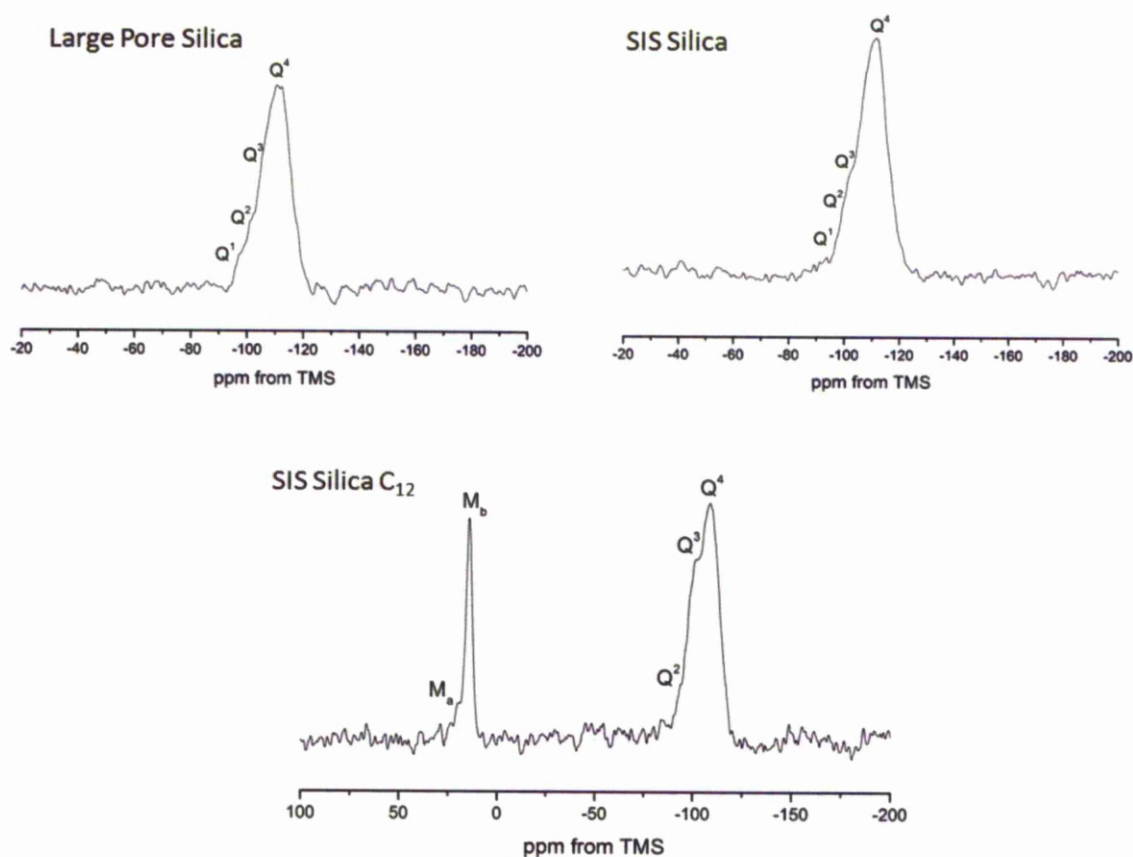 Large Pore Silica
Q⁴
Q³
Q²
Q¹
-20 -40 -60 -80 -100 -120 -140 -160 -180 -200
ppm from TMS
SIS Silica
Q⁴
Q³
Q²
Q¹
-20 -40 -60 -80 -100 -120 -140 -160 -180 -200
ppm from TMS
SIS Silica C₁₂
M_b
M_a
Q⁴
Q³
Q²
100 50 0 -50 -100 -150 -200
ppm from TMS